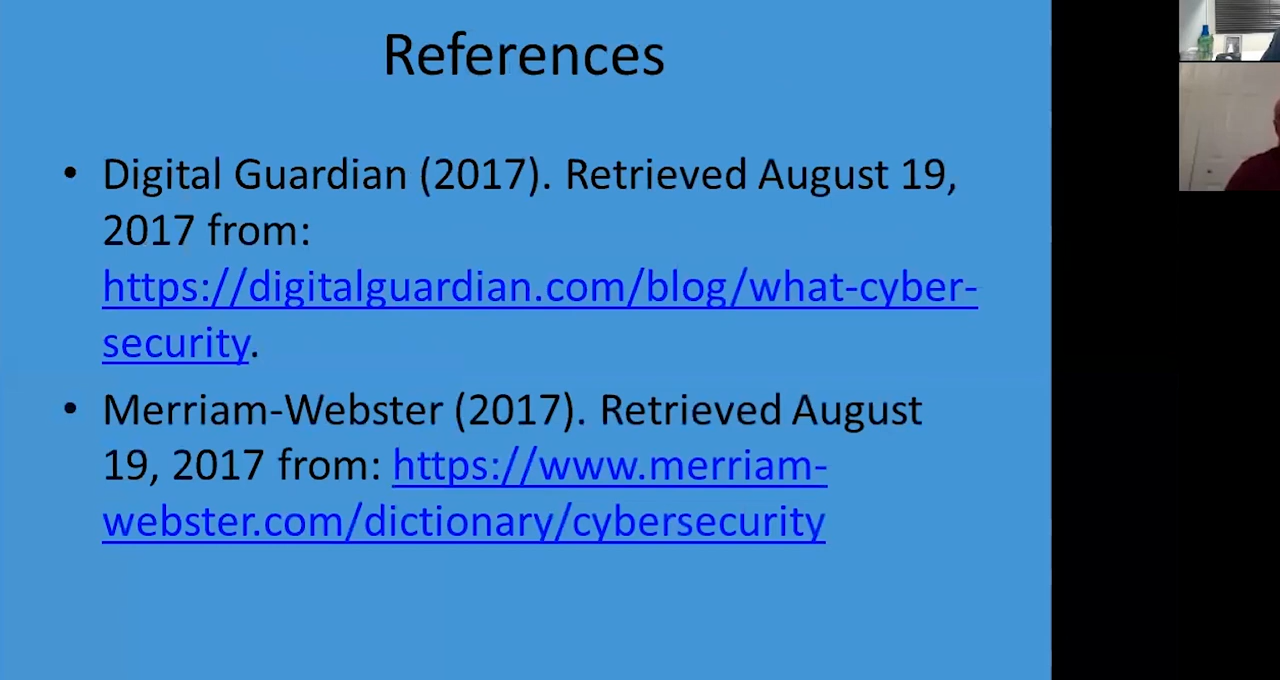 References
• Digital Guardian (2017). Retrieved August 19,
2017 from:
https://digitalguardian.com/blog/what-cyber-
security.
• Merriam-Webster (2017). Retrieved August
19, 2017 from: https://www.merriam-
webster.com/dictionary/cybersecurity